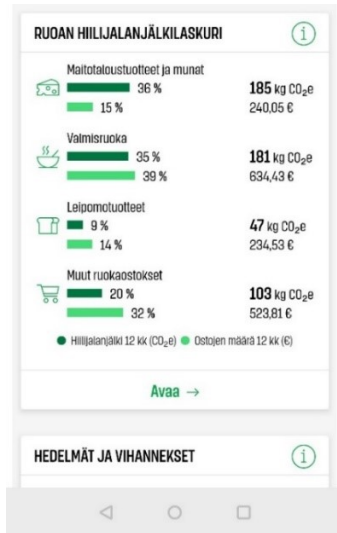 RUOAN HIILIJALANJÄLKILASKURI
Maitotaloustuotteet ja munat
36 % 185 kg CO₂e
15 % 240,05 €
Valmisruoka
35 % 181 kg CO₂e
39 % 634,43 €
Leipomotuotteet
9 % 47 kg CO₂e
14 % 234,53 €
Muut ruokaostokset
20 % 103 kg CO₂e
32 % 523,81 €
Hiilijalanjälki 12 kk (CO₂e) Ostojen määrä 12 kk (€)
Avaa →
HEDELMÄT JA VIHANNEKSET